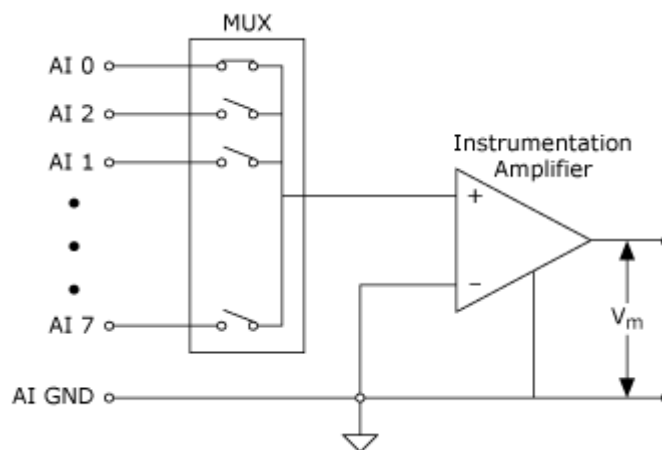 MUX
AI 0
AI 2
AI 1
Instrumentation
Amplifier
+
−
AI 7
Vm
AI GND